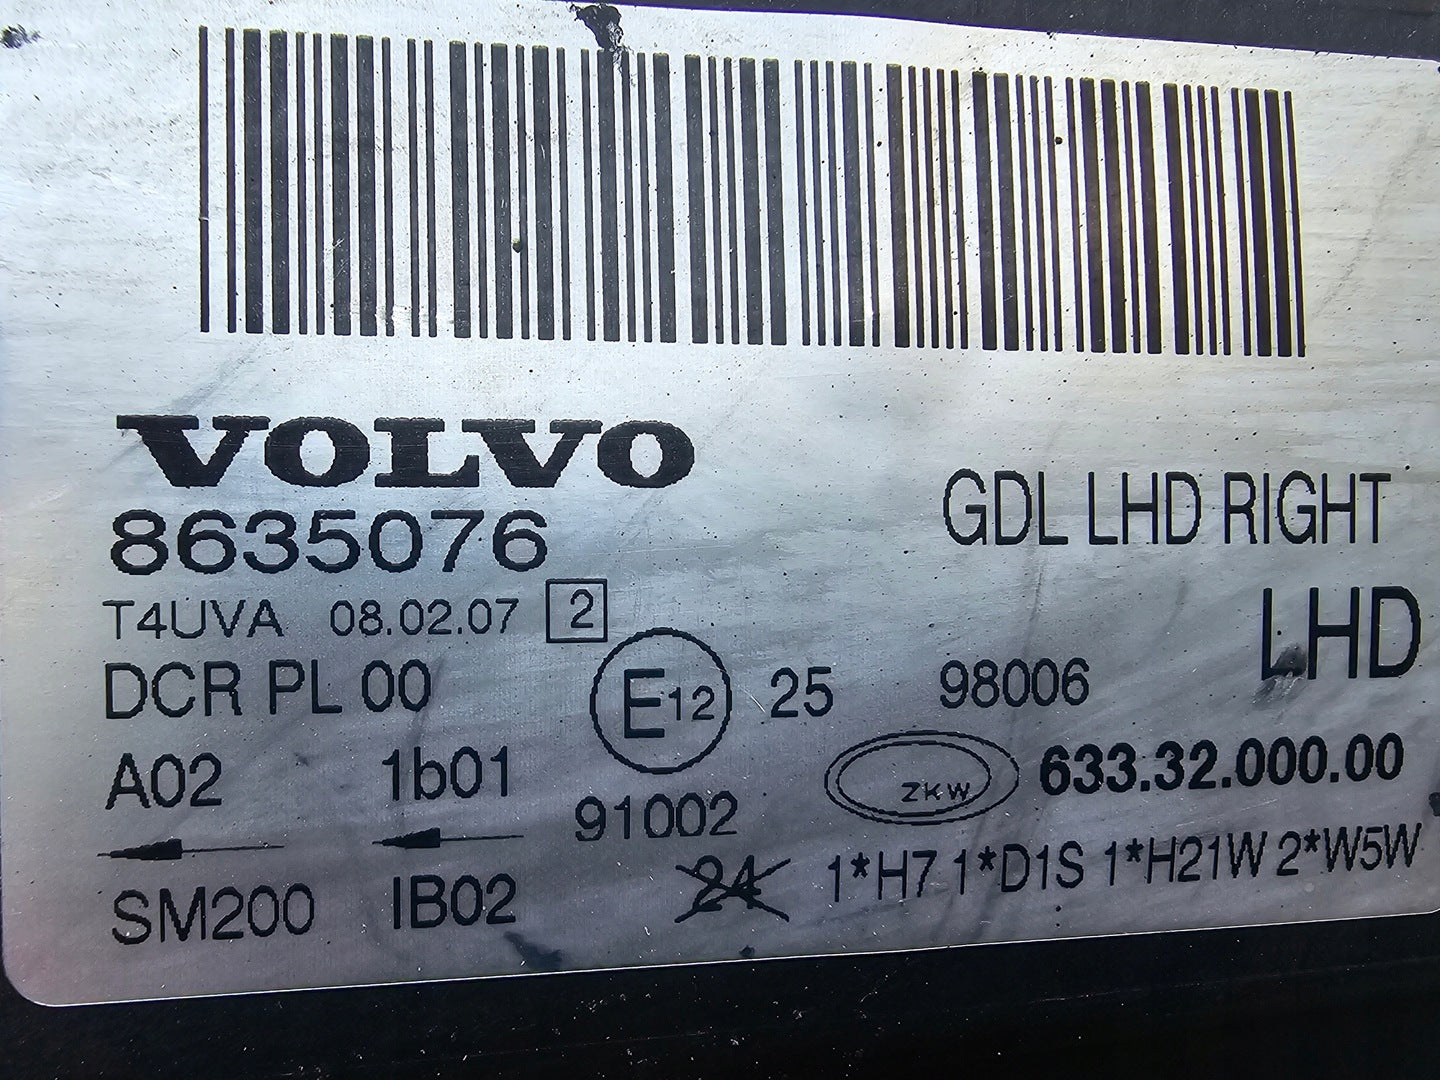 VOLVO
8635076
GDL LHD RIGHT
T4UVA 08.02.07 2
LHD
DCR PL 00
E12 25 98006
A02 1b01
91002
ZKW 633.32.000.00
SM200 IB02
24 1*H7 1*D1S 1*H21W 2*W5W